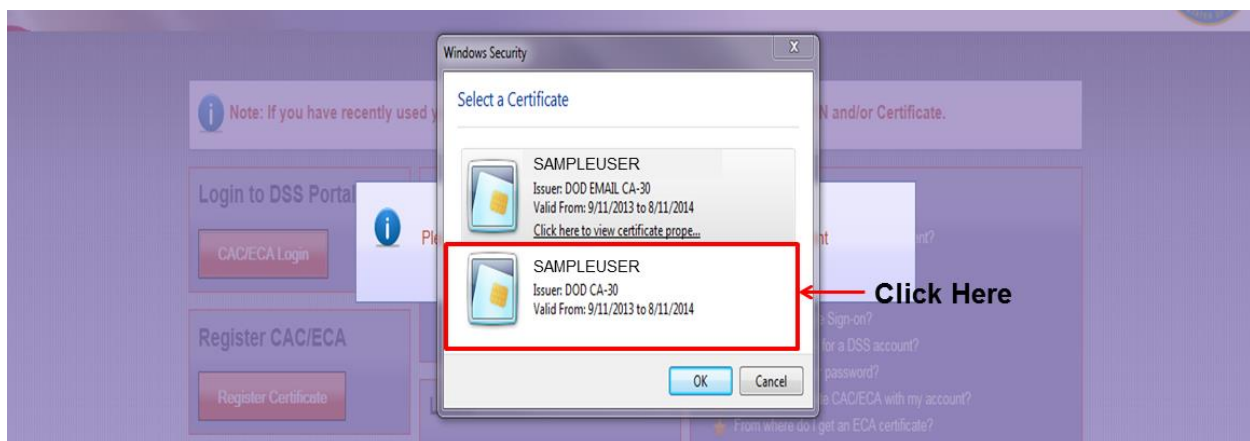 Windows Security
X
Select a Certificate
Note: If you have recently used y
N and/or Certificate.
SAMPLEUSER
Issuer: DOD EMAIL CA-30
Valid From: 9/11/2013 to 8/11/2014
Click here to view certificate prope...
Login to DSS Portal
CAC/ECA Login
Ple
nt
nt?
SAMPLEUSER
Issuer: DOD CA-30
Valid From: 9/11/2013 to 8/11/2014
Click Here
Register CAC/ECA
Register Certificate
OK
Cancel
Sign-on?
for a DSS account?
password?
CAC/ECA with my account?
From where do I get an ECA certificate?